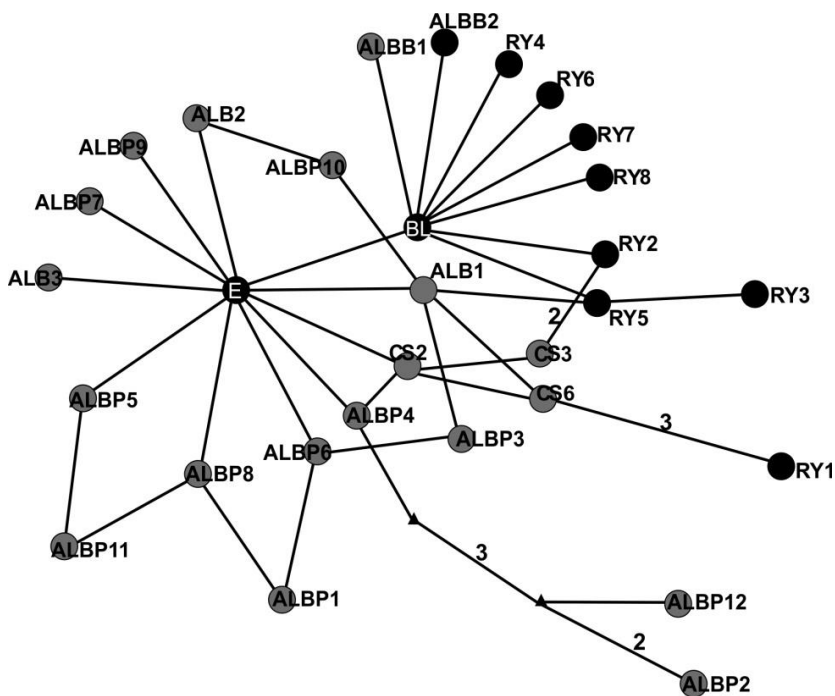 ALBB2
ALBB1
RY4
RY6
ALB2
RY7
ALBP9
ALBP10
RY8
ALBP7
BL
RY2
ALB1
ALB3
E
RY3
2
RY5
CS2
CS3
ALBP5
CS6
ALBP4
3
ALBP3
ALBP6
RY1
ALBP8
ALBP11
3
ALBP1
ALBP12
2
ALBP2